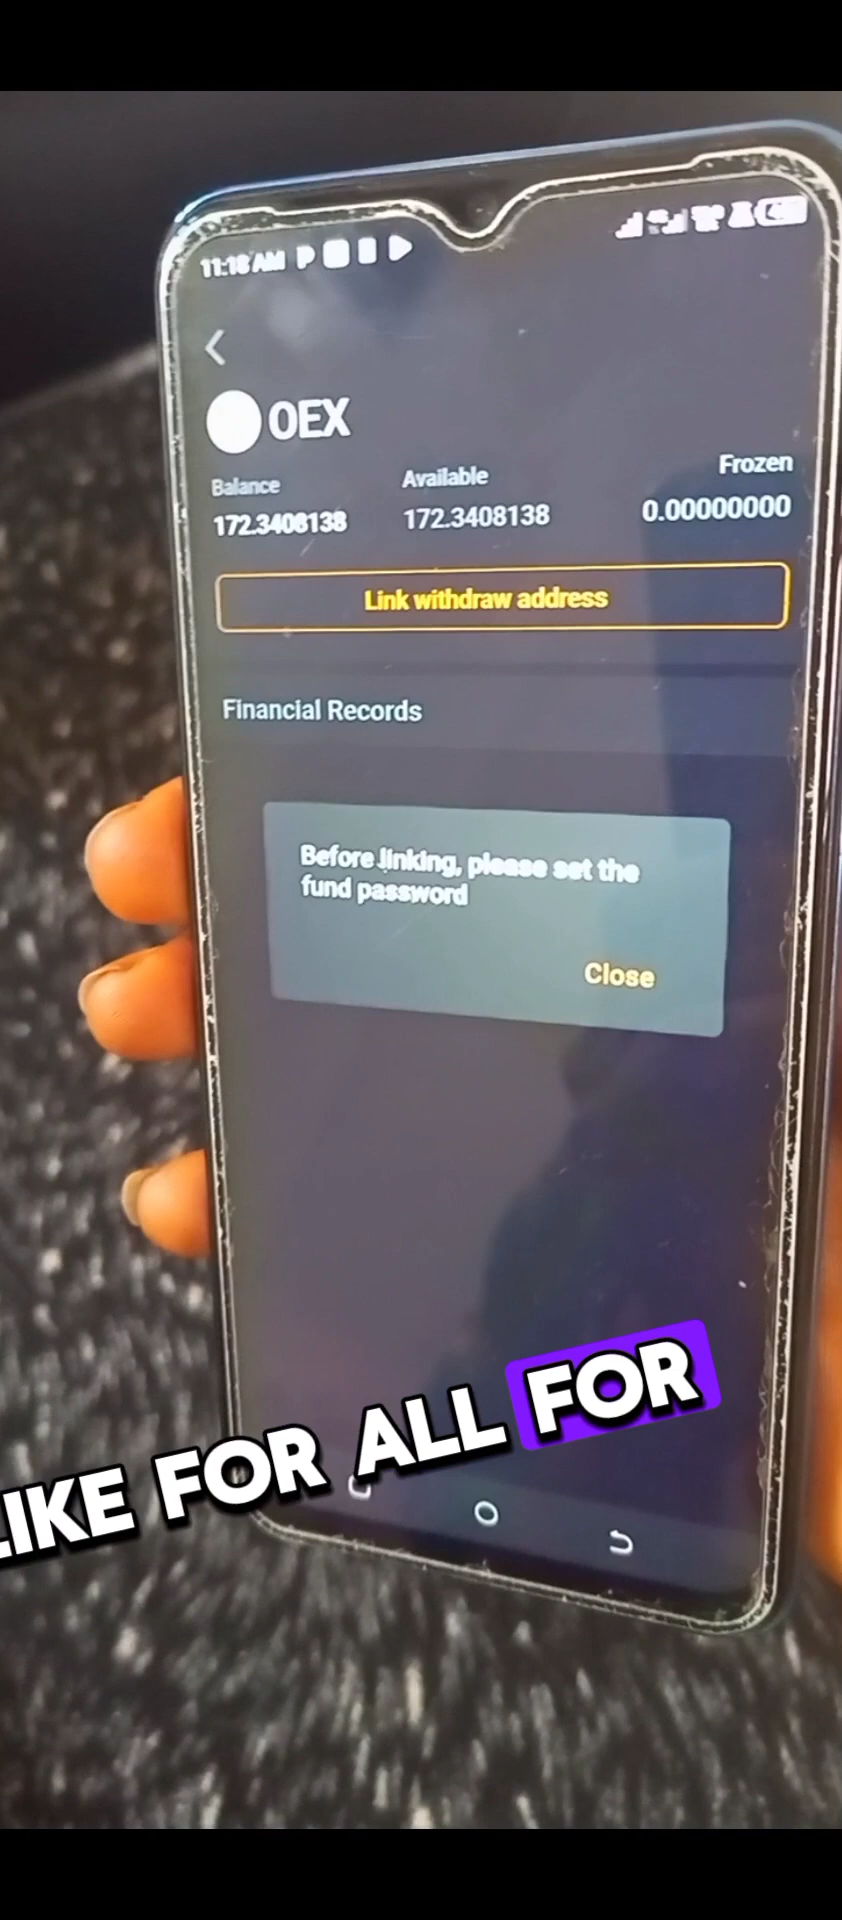 11:18 AM
OEX
Balance
Available
Frozen
172.3408138
172.3408138
0.00000000
Link withdraw address
Financial Records
Before linking, please set the
fund password
Close
LIKE FOR ALL FOR